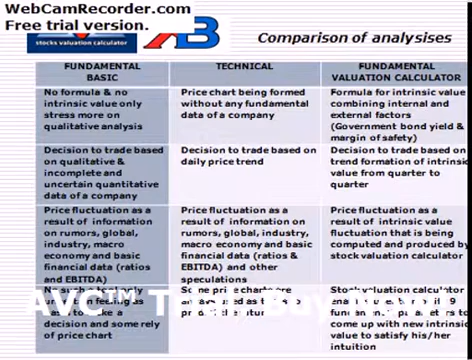 WebCamRecorder.com
Free trial version.
stocks valuation calculator
Comparison of analysises
FUNDAMENTAL
BASIC
TECHNICAL
FUNDAMENTAL
VALUATION CALCULATOR
No formula & no
intrinsic value only
stress more on
qualitative analysis
Price chart being formed
without any fundamental
data of a company
Formula for intrinsic value
combining internal and
external factors
(Government bond yield &
margin of safety)
Decision to trade based
on qualitative &
incomplete and
uncertain quantitative
data of a company
Decision to trade based on
daily price trend
Decision to trade based on
trend formation of intrinsic
value from quarter to
quarter
Price fluctuation as a
result of information
on rumors, global,
industry, macro
economy and basic
financial data (ratios
and EBITDA)
Price fluctuation as a
result of information on
rumors, global, industry,
macro economy and basic
financial data (ratios &
EBITDA) and other
speculations
Price fluctuation as a
result of intrinsic value
fluctuation that is being
computed and produced by
stock valuation calculator
feeling as
decision and some rely
of price chart
Some price charts are
Stock valuation calculator
come up with new intrinsic
value to satisfy his/her
intuition
AVC™